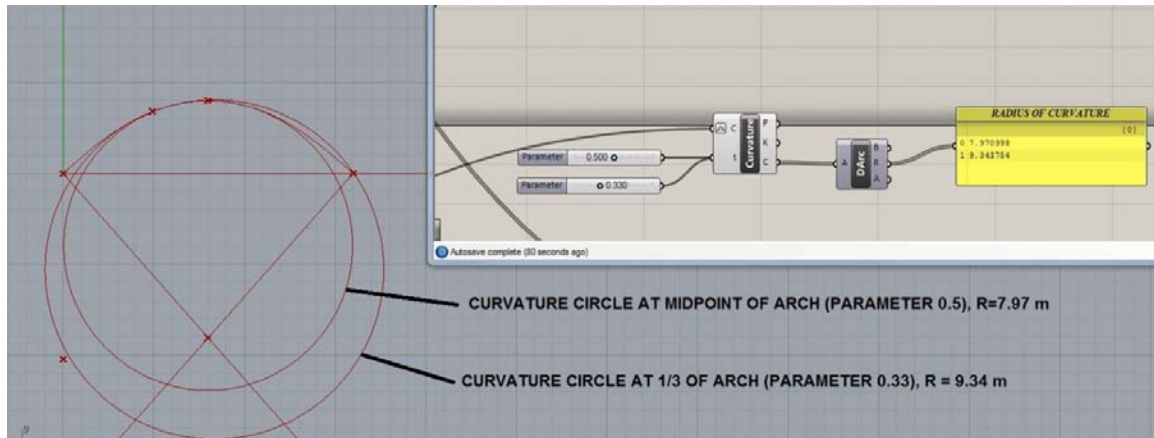 RADIUS OF CURVATURE
{0}
0 7.970998
1 9.343754
P
C
Curvature
K
t
C
Parameter
0.500
Parameter
0.330
B
A
DArc
R
A
Autosave complete (80 seconds ago)
CURVATURE CIRCLE AT MIDPOINT OF ARCH (PARAMETER 0.5), R=7.97 m
CURVATURE CIRCLE AT 1/3 OF ARCH (PARAMETER 0.33), R = 9.34 m